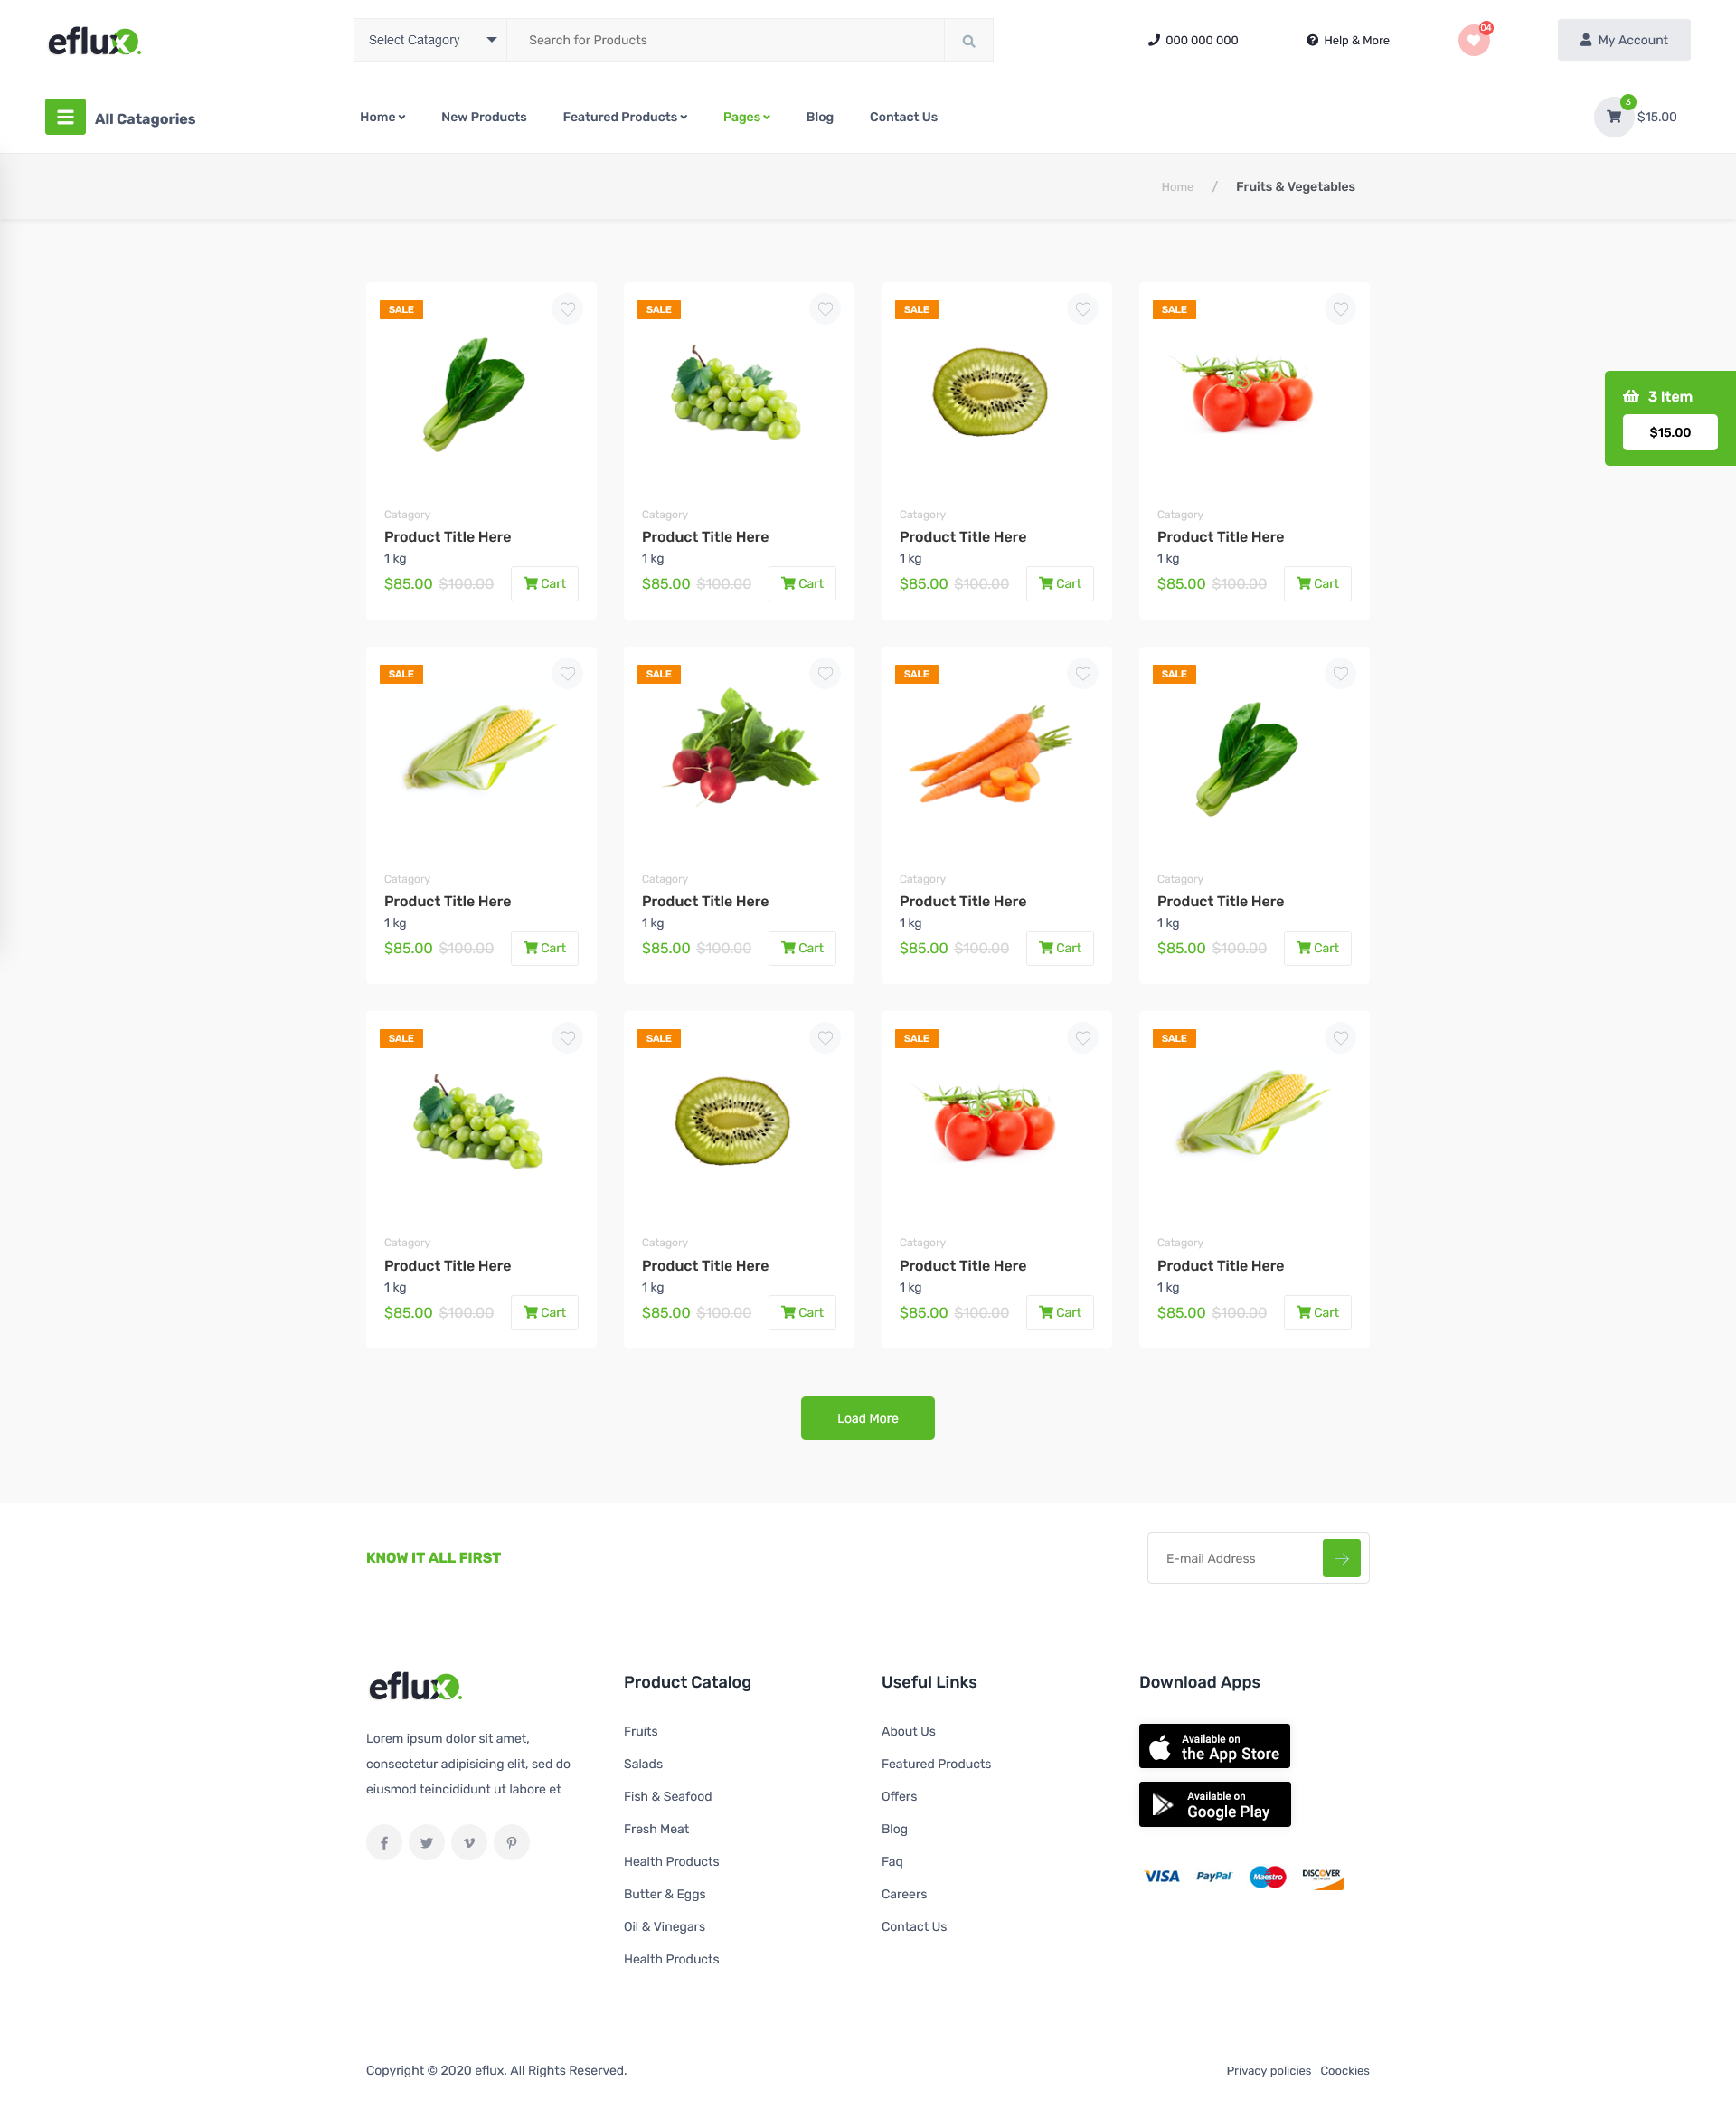 eflux.
Select Catagory
Search for Products
000 000 000
Help & More
04
My Account
All Catagories
Home
New Products
Featured Products
Pages
Blog
Contact Us
3
$15.00
Home / Fruits & Vegetables
3 Item
$15.00
SALE SALE SALE SALE
Catagory Catagory Catagory Catagory
Product Title Here Product Title Here Product Title Here Product Title Here
1 kg 1 kg 1 kg 1 kg
$85.00 $100.00 Cart $85.00 $100.00 Cart $85.00 $100.00 Cart $85.00 $100.00 Cart
SALE SALE SALE SALE
Catagory Catagory Catagory Catagory
Product Title Here Product Title Here Product Title Here Product Title Here
1 kg 1 kg 1 kg 1 kg
$85.00 $100.00 Cart $85.00 $100.00 Cart $85.00 $100.00 Cart $85.00 $100.00 Cart
SALE SALE SALE SALE
Catagory Catagory Catagory Catagory
Product Title Here Product Title Here Product Title Here Product Title Here
1 kg 1 kg 1 kg 1 kg
$85.00 $100.00 Cart $85.00 $100.00 Cart $85.00 $100.00 Cart $85.00 $100.00 Cart
Load More
KNOW IT ALL FIRST
E-mail Address
eflux.
Lorem ipsum dolor sit amet,
consectetur adipisicing elit, sed do
eiusmod teincididunt ut labore et
Product Catalog
Fruits
Salads
Fish & Seafood
Fresh Meat
Health Products
Butter & Eggs
Oil & Vinegars
Health Products
Useful Links
About Us
Featured Products
Offers
Blog
Faq
Careers
Contact Us
Download Apps
Available on
the App Store
Available on
Google Play
VISA
PayPal
Maestro
DISCOVER
NETWORK
Copyright © 2020 eflux. All Rights Reserved.
Privacy policies
Coockies